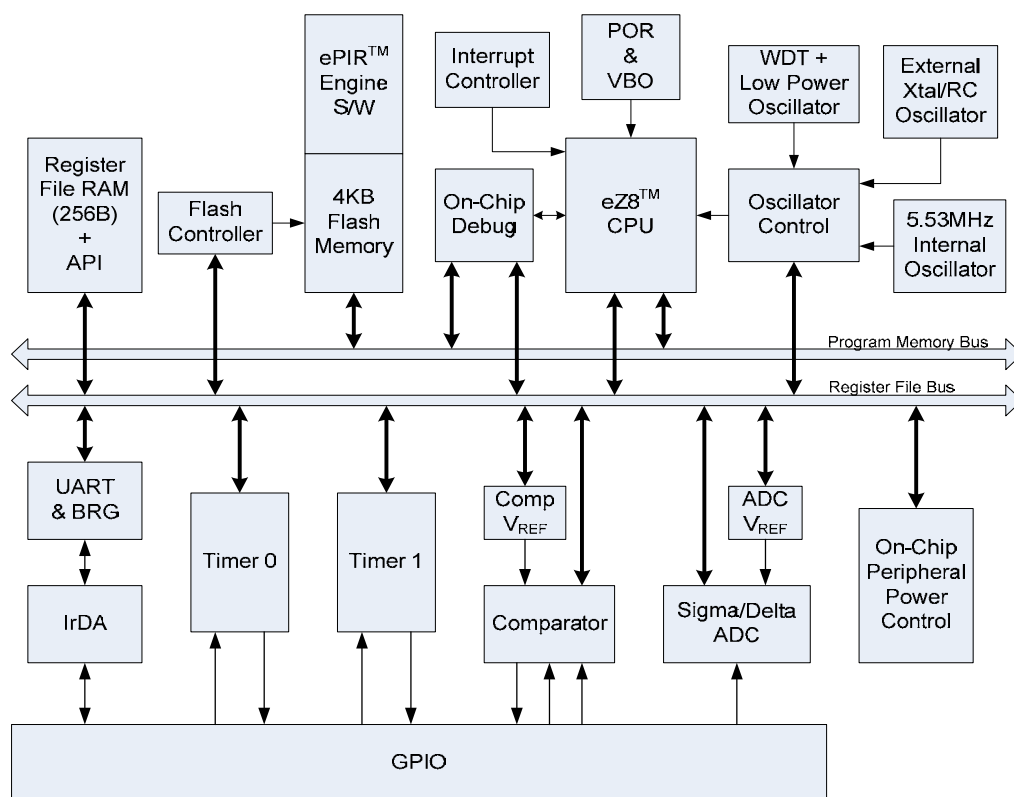 ePIR™
Engine
S/W
Interrupt
Controller
POR
&
VBO
WDT +
Low Power
Oscillator
External
Xtal/RC
Oscillator
Register
File RAM
(256B)
+
API
Flash
Controller
4KB
Flash
Memory
On-Chip
Debug
eZ8™
CPU
Oscillator
Control
5.53MHz
Internal
Oscillator
Program Memory Bus
Register File Bus
UART
& BRG
Timer 0
Timer 1
Comp
VREF
ADC
VREF
On-Chip
Peripheral
Power
Control
IrDA
Comparator
Sigma/Delta
ADC
GPIO